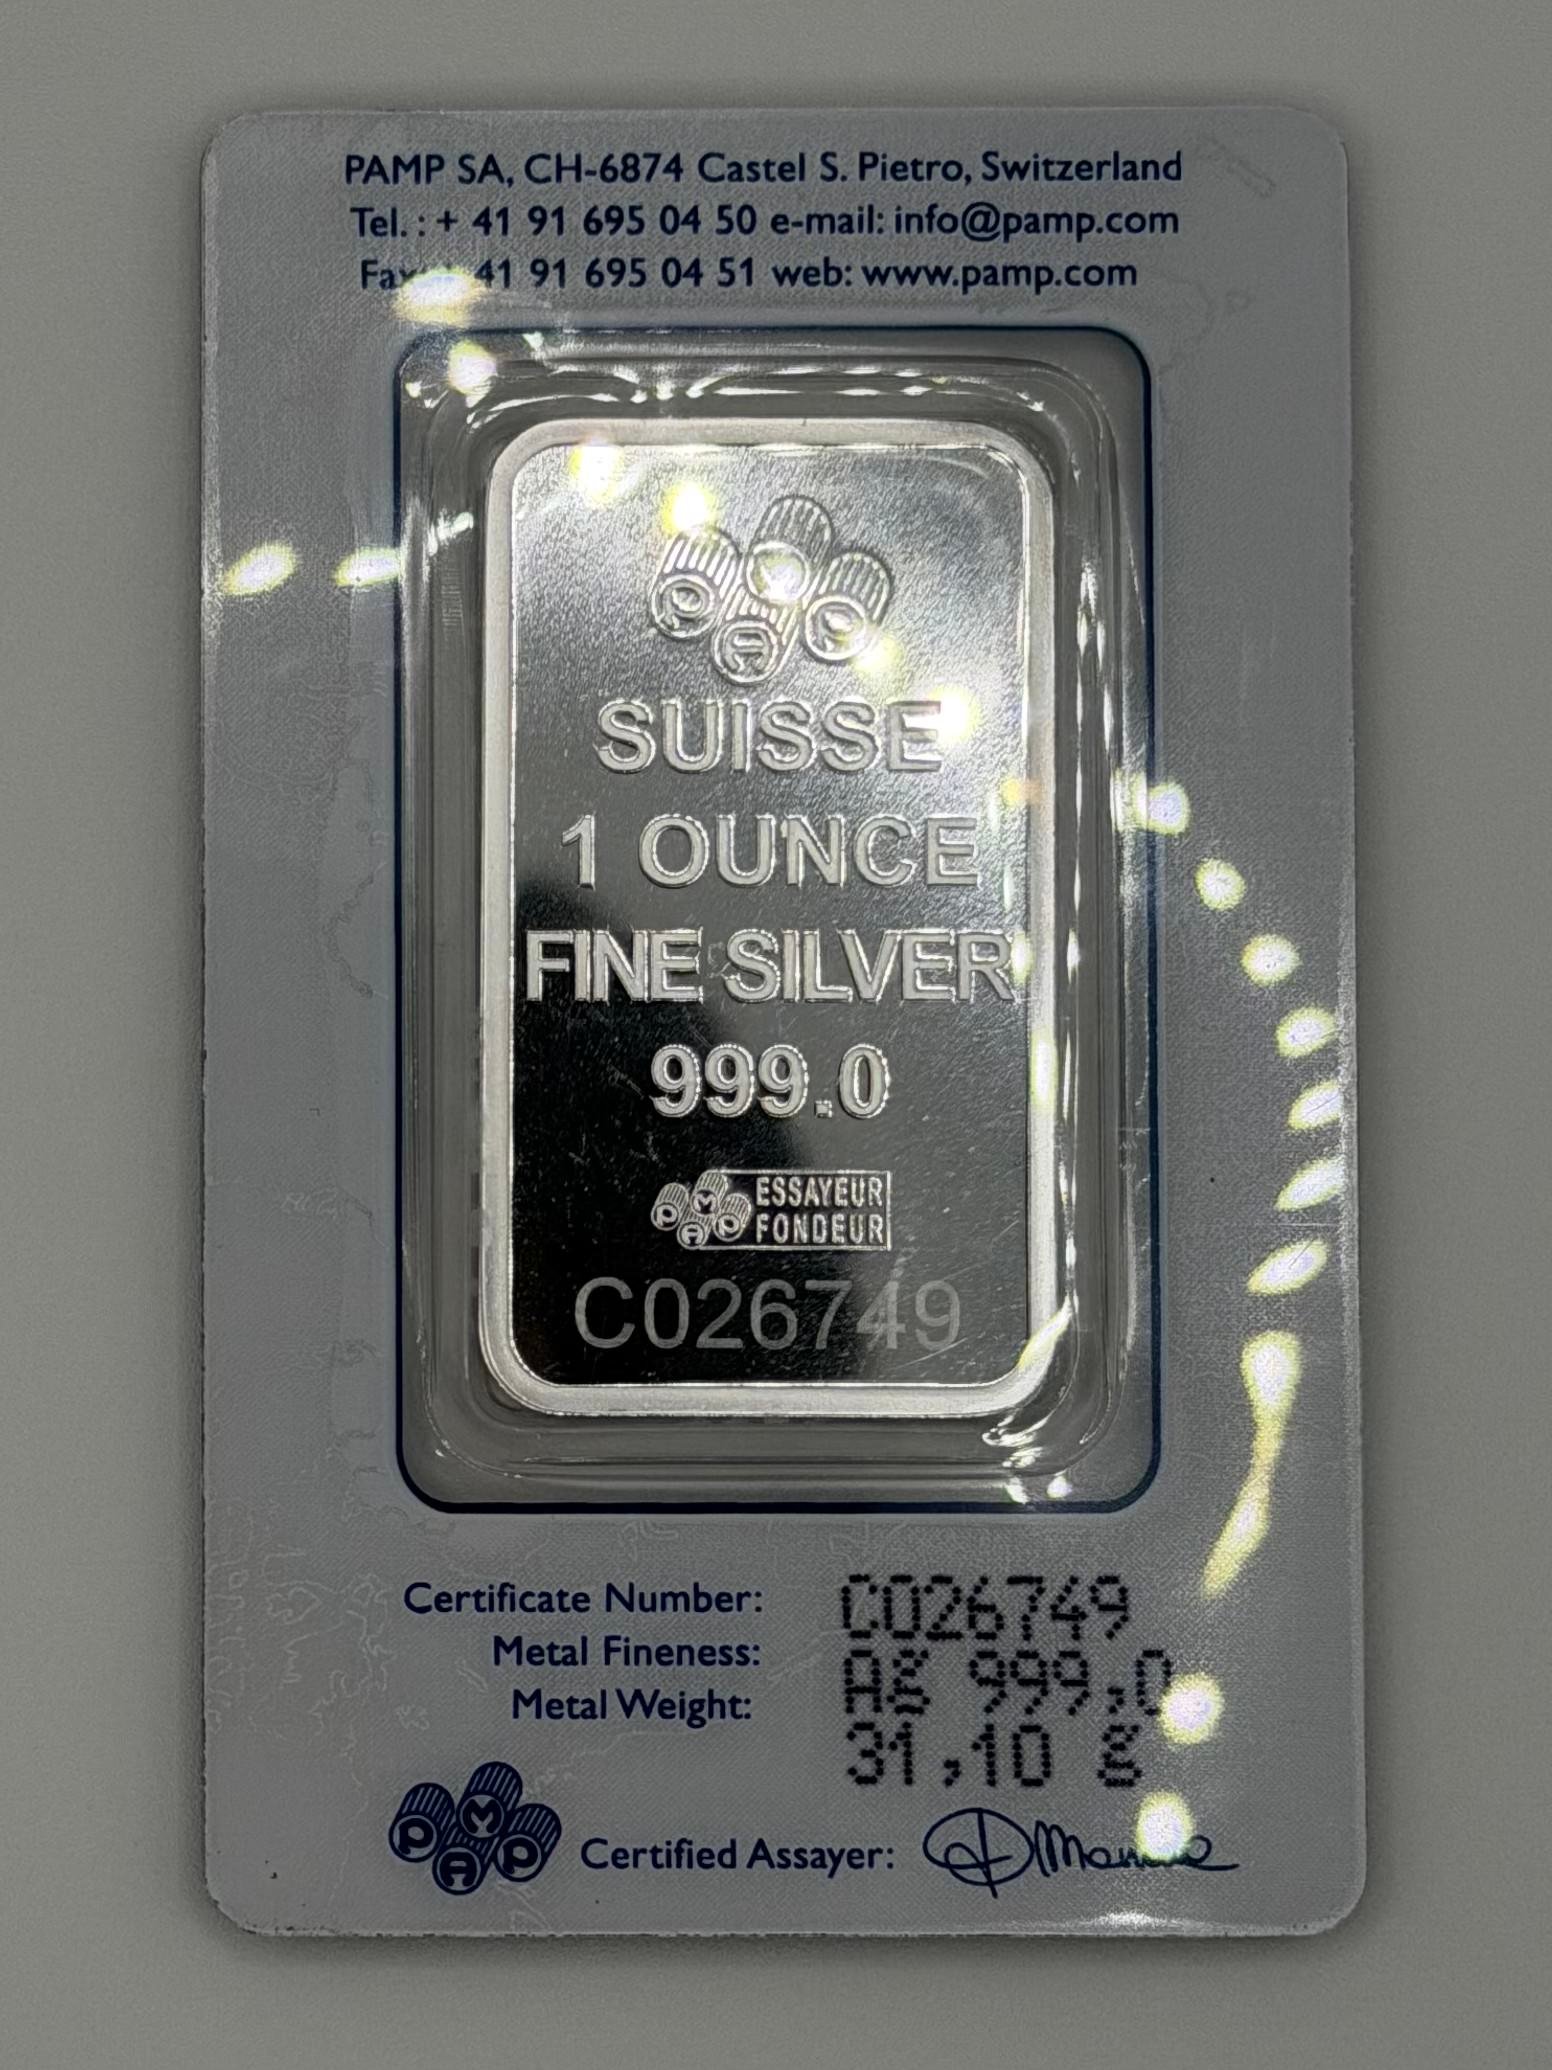 PAMP SA, CH-6874 Castel S. Pietro, Switzerland
Tel. : + 41 91 695 04 50 e-mail: info@pamp.com
Fax 41 91 695 04 51 web: www.pamp.com
P A M P
SUISSE
1 OUNCE
FINE SILVER
999.0
P A M P ESSAYEUR
FONDEUR
C026749
Certificate Number: C026749
Metal Fineness: Ag 999,0
Metal Weight: 31,10 g
P A M P Certified Assayer: